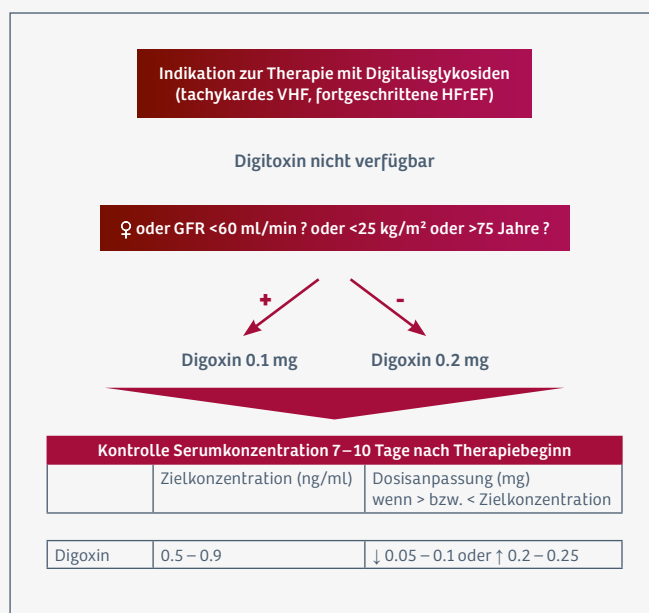 Indikation zur Therapie mit Digitalisglykosiden
(tachykardes VHF, fortgeschrittene HFrEF)
Digitoxin nicht verfügbar
♀ oder GFR <60 ml/min ? oder <25 kg/m² oder >75 Jahre ?
+ -
Digoxin 0.1 mg Digoxin 0.2 mg
Kontrolle Serumkonzentration 7–10 Tage nach Therapiebeginn
Zielkonzentration (ng/ml) Dosisanpassung (mg)
wenn > bzw. < Zielkonzentration
Digoxin 0.5 – 0.9 ↓ 0.05 – 0.1 oder ↑ 0.2 – 0.25